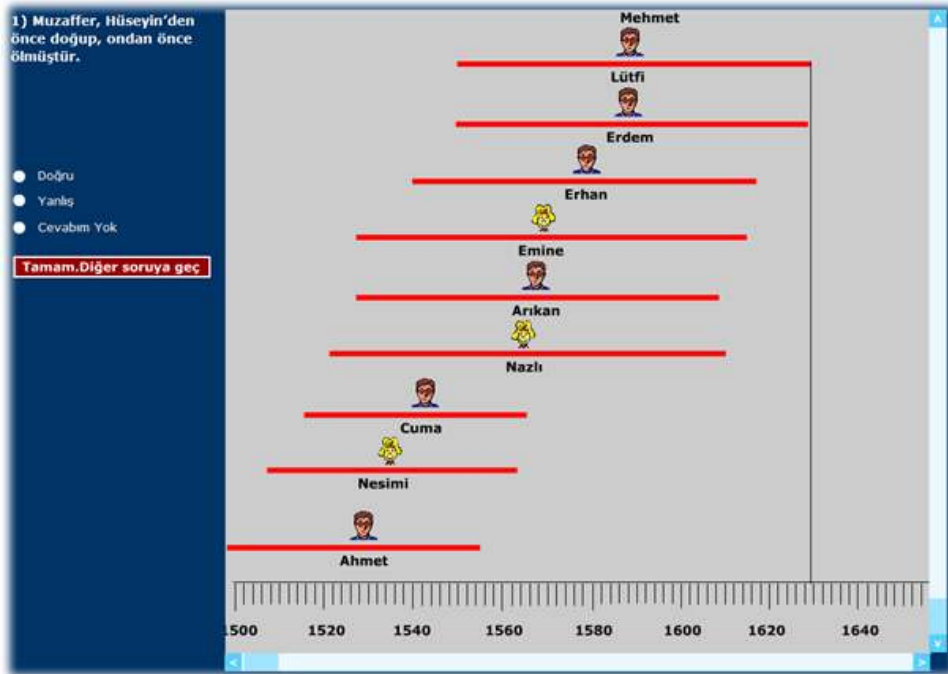 1) Muzaffer, Hüseyin’den
önce doğup, ondan önce
ölmüştür.
Doğru
Yanlış
Cevabım Yok
Tamam.Diğer soruya geç
Mehmet
Lütfi
Erdem
Erhan
Emine
Arıkan
Nazlı
Cuma
Nesimi
Ahmet
1500 1520 1540 1560 1580 1600 1620 1640